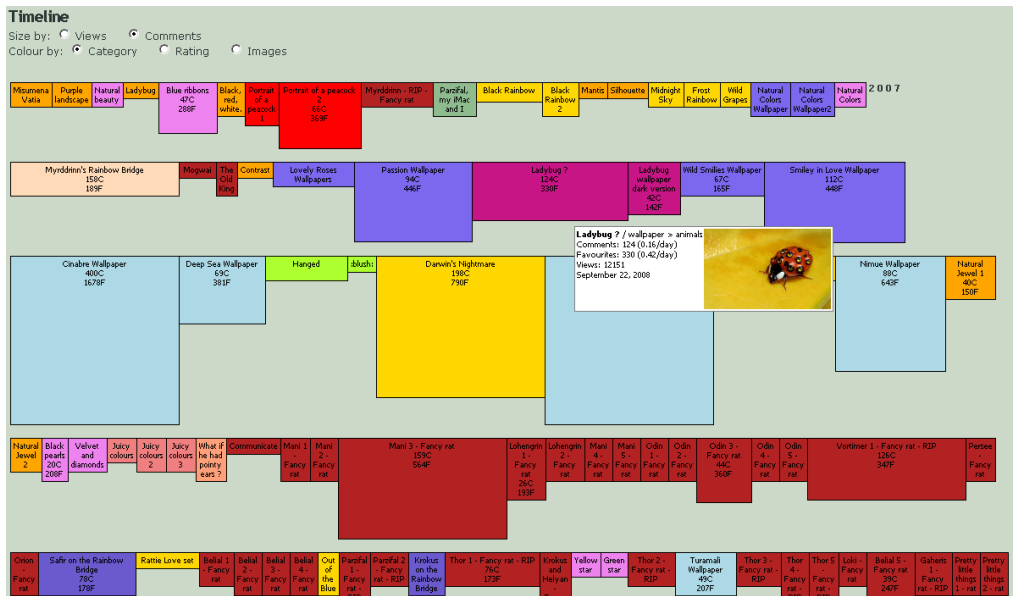 Timeline
Size by: Views Comments
Colour by: Category Rating Images
Misumena Vatia
Purple landscape
Natural beauty
Ladybug
Blue ribbons
47C
288F
Black, red, white.
Portrait of a peacock 1
Portrait of a peacock 2
66C
369F
Myrddrinn - RIP - Fancy rat
Parzifal, my iMac and I
Black Rainbow
Black Rainbow 2
Mantis
Silhouette
Midnight Sky
Frost Rainbow
Wild Grapes
Natural Colors Wallpaper
Natural Colors Wallpaper2
Natural Colors
2007
Myrddrinn's Rainbow Bridge
158C
189F
Mogwai
The Old King
Contrast
Lovely Roses Wallpapers
Passion Wallpaper
94C
446F
Ladybug ?
124C
330F
Ladybug wallpaper dark version
42C
142F
Wild Smilies Wallpaper
67C
165F
Smiley in Love Wallpaper
112C
448F
Ladybug ? / wallpaper » animals
Comments: 124 (0.16/day)
Favourites: 330 (0.42/day)
Views: 12151
September 22, 2008
Cinabre Wallpaper
400C
1678F
Deep Sea Wallpaper
69C
381F
Hanged
:blush:
Darwin's Nightmare
198C
790F
Nimue Wallpaper
88C
643F
Natural Jewel 1
40C
150F
Natural Jewel 2
Black pearls
20C
208F
Velvet and diamonds
Juicy colours
Juicy colours 2
Juicy colours 3
What if he had pointy ears ?
Communicate
Mani 1 - Fancy rat
Mani 2 - Fancy rat
Mani 3 - Fancy rat
159C
564F
Lohengrin 1 - Fancy rat
26C
193F
Lohengrin 2 - Fancy rat
Mani 4 - Fancy rat
Mani 5 - Fancy rat
Odin 1 - Fancy rat
Odin 2 - Fancy rat
Odin 3 - Fancy rat
44C
360F
Odin 4 - Fancy rat
Odin 5 - Fancy rat
Vortimer 1 - Fancy rat - RIP
126C
347F
Persee - Fancy rat
Orion - Fancy rat
Safir on the Rainbow Bridge
78C
178F
Rattie Love set
Belial 1 - Fancy rat
Belial 2 - Fancy rat
Belial 3 - Fancy rat
Belial 4 - Fancy rat
Out of the Blue
Parzifal 1 - Fancy rat
Parzifal 2 - Fancy rat - RIP
Krokus on the Rainbow Bridge
Thor 1 - Fancy rat - RIP
76C
173F
Krokus and Helyan -
Yellow star
Green star
Thor 2 - Fancy rat - RIP
Turamali Wallpaper
49C
207F
Thor 3 - Fancy rat - RIP
Thor 4 - Fancy rat - RIP
Thor 5 - Fancy rat - RIP
Loki - Fancy rat
Belial 5 - Fancy rat
39C
247F
Gaheris 1 - Fancy rat - RIP
Pretty little things 1 - rat
Pretty little things 2 - rat